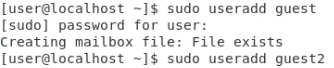 [user@localhost ~]$ sudo useradd guest
[sudo] password for user:
Creating mailbox file: File exists
[user@localhost ~]$ sudo useradd guest2